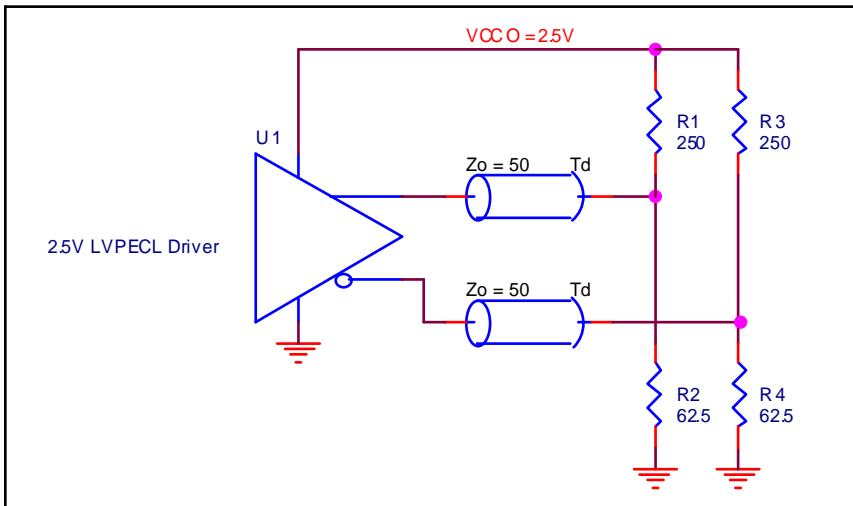 VCCO=2.5V
U1
R1
250
R3
250
Zo = 50
Td
2.5V LVPECL Driver
Zo = 50
Td
R2
62.5
R4
62.5